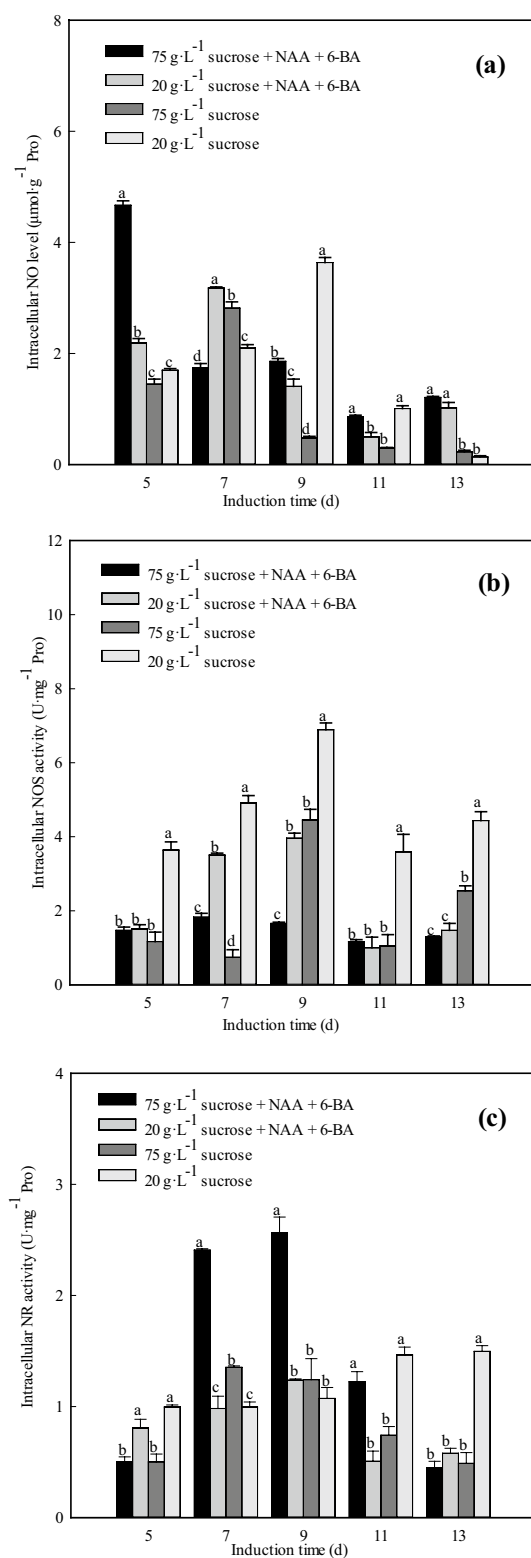 (a)
75 g·L⁻¹ sucrose + NAA + 6-BA
20 g·L⁻¹ sucrose + NAA + 6-BA
75 g·L⁻¹ sucrose
20 g·L⁻¹ sucrose
Intracellular NO level (μmol·g⁻¹ Pro)
8
6
4
2
0
a b c c
d a b c
b c d a
a b b a
a a b b
5 7 9 11 13
Induction time (d)
(b)
75 g·L⁻¹ sucrose + NAA + 6-BA
20 g·L⁻¹ sucrose + NAA + 6-BA
75 g·L⁻¹ sucrose
20 g·L⁻¹ sucrose
Intracellular NOS activity (U·mg⁻¹ Pro)
12
10
8
6
4
2
0
b b b a
c b d a
c b b a
b b b a
c c b a
5 7 9 11 13
Induction time (d)
(c)
75 g·L⁻¹ sucrose + NAA + 6-BA
20 g·L⁻¹ sucrose + NAA + 6-BA
75 g·L⁻¹ sucrose
20 g·L⁻¹ sucrose
Intracellular NR activity (U·mg⁻¹ Pro)
4
3
2
1
0
b a b a
a c b c
a b b b
a b b a
b b b a
5 7 9 11 13
Induction time (d)